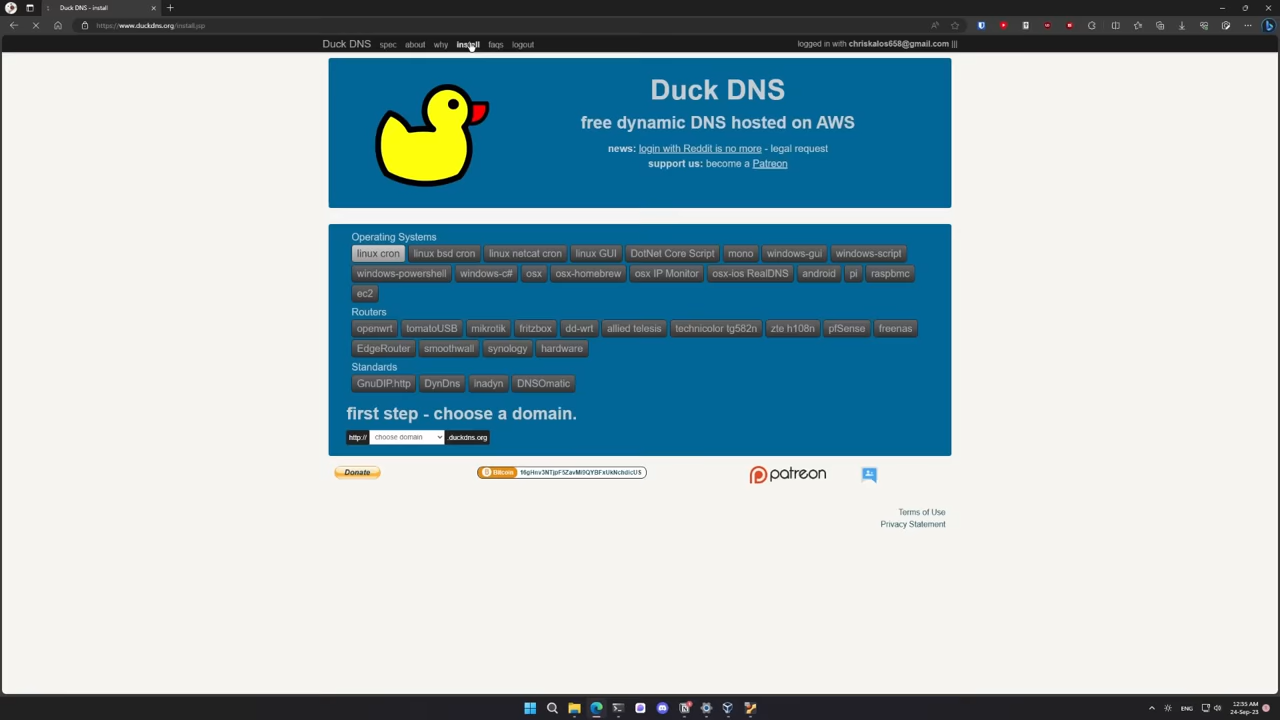 Duck DNS - install
https://www.duckdns.org/install.jsp
Duck DNS spec about why install faqs logout
logged in with chriskalos658@gmail.com |||
Duck DNS
free dynamic DNS hosted on AWS
news: login with Reddit is no more - legal request
support us: become a Patreon
Operating Systems
linux cron linux bsd cron linux netcat cron linux GUI DotNet Core Script mono windows-gui windows-script
windows-powershell windows-c# osx osx-homebrew osx IP Monitor osx-ios RealDNS android pi raspbmc
ec2
Routers
openwrt tomatoUSB mikrotik fritzbox dd-wrt allied telesis technicolor tg582n zte h108n pfSense freenas
EdgeRouter smoothwall synology hardware
Standards
GnuDIP.http DynDns inadyn DNSOmatic
first step - choose a domain.
http:// choose domain .duckdns.org
Donate
Bitcoin
patreon
Terms of Use
Privacy Statement
ENG
12:35 AM
24-Sep-23